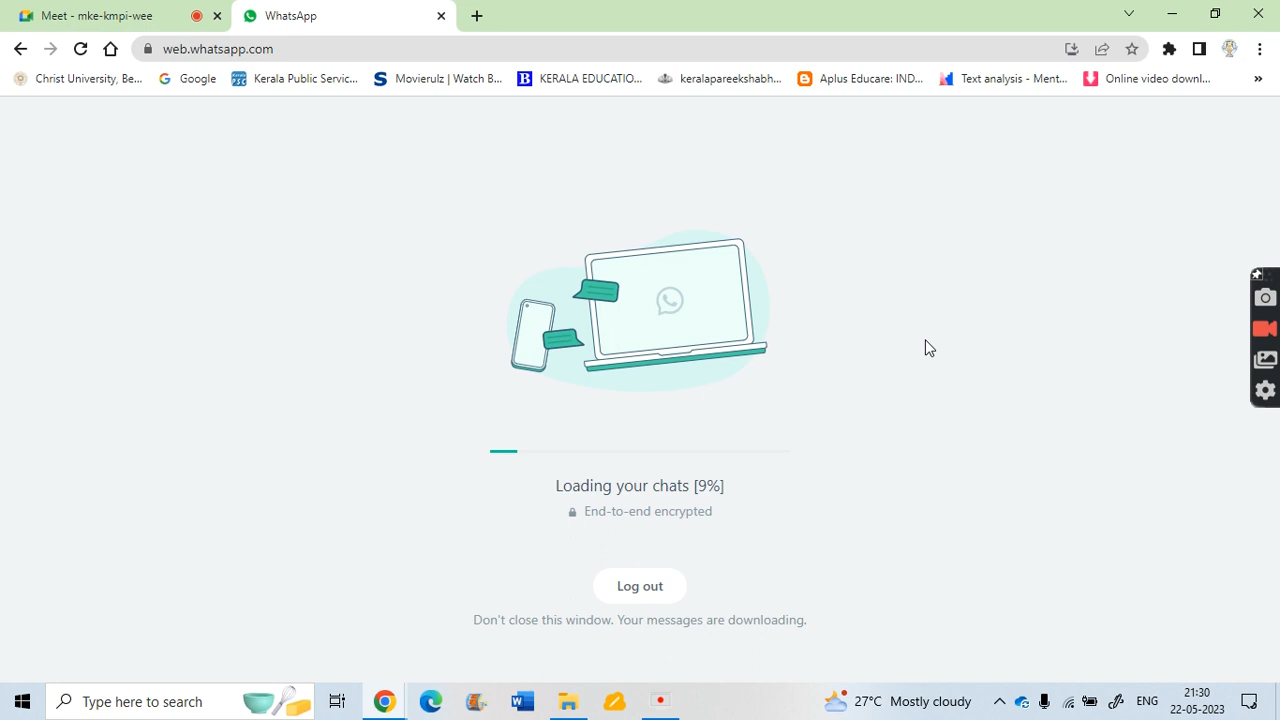 Meet - mke-kmpi-wee
WhatsApp
web.whatsapp.com
Christ University, Be...
Google
Kerala Public Servic...
Movierulz | Watch B...
KERALA EDUCATIO...
keralapareekshabh...
Aplus Educare: IND...
Text analysis - Ment...
Online video downl...
Loading your chats [9%]
End-to-end encrypted
Log out
Don't close this window. Your messages are downloading.
Type here to search
27°C Mostly cloudy
ENG
21:30
22-05-2023